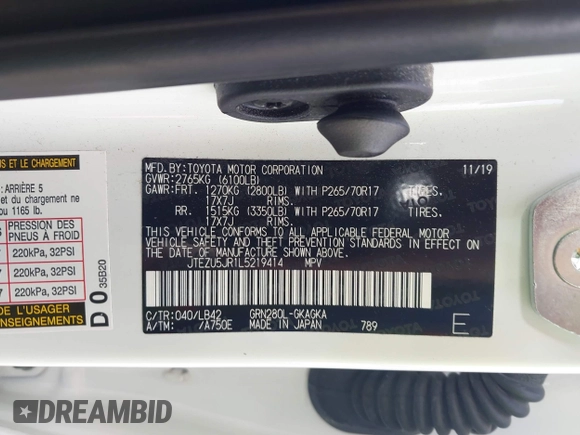 US ET LE CHARGEMENT
: ARRIÈRE 5
et du chargement ne
ou 1165 lb.
PRESSION DES
PNEUS À FROID
220kPa, 32PSI
220kPa, 32PSI
220kPa, 32PSI
DE L'USAGER
ENSEIGNEMENTS
D 0 35B20
MFD. BY: TOYOTA MOTOR CORPORATION 11/19
GVWR: 2765KG (6100LB)
GAWR: FRT. 1270KG (2800LB) WITH P265/70R17 TIRES,
17X7J RIMS.
RR. 1515KG (3350LB) WITH P265/70R17 TIRES,
17X7J RIMS.
THIS VEHICLE CONFORMS TO ALL APPLICABLE FEDERAL MOTOR
VEHICLE SAFETY STANDARDS IN EFFECT ON
THE DATE OF MANUFACTURE SHOWN ABOVE.
JTEZU5JR1L5219414 MPV
C/TR: 040/LB42 GRN280L-GKAGKA
A/TM: /A750E MADE IN JAPAN 789
E
DREAMBID